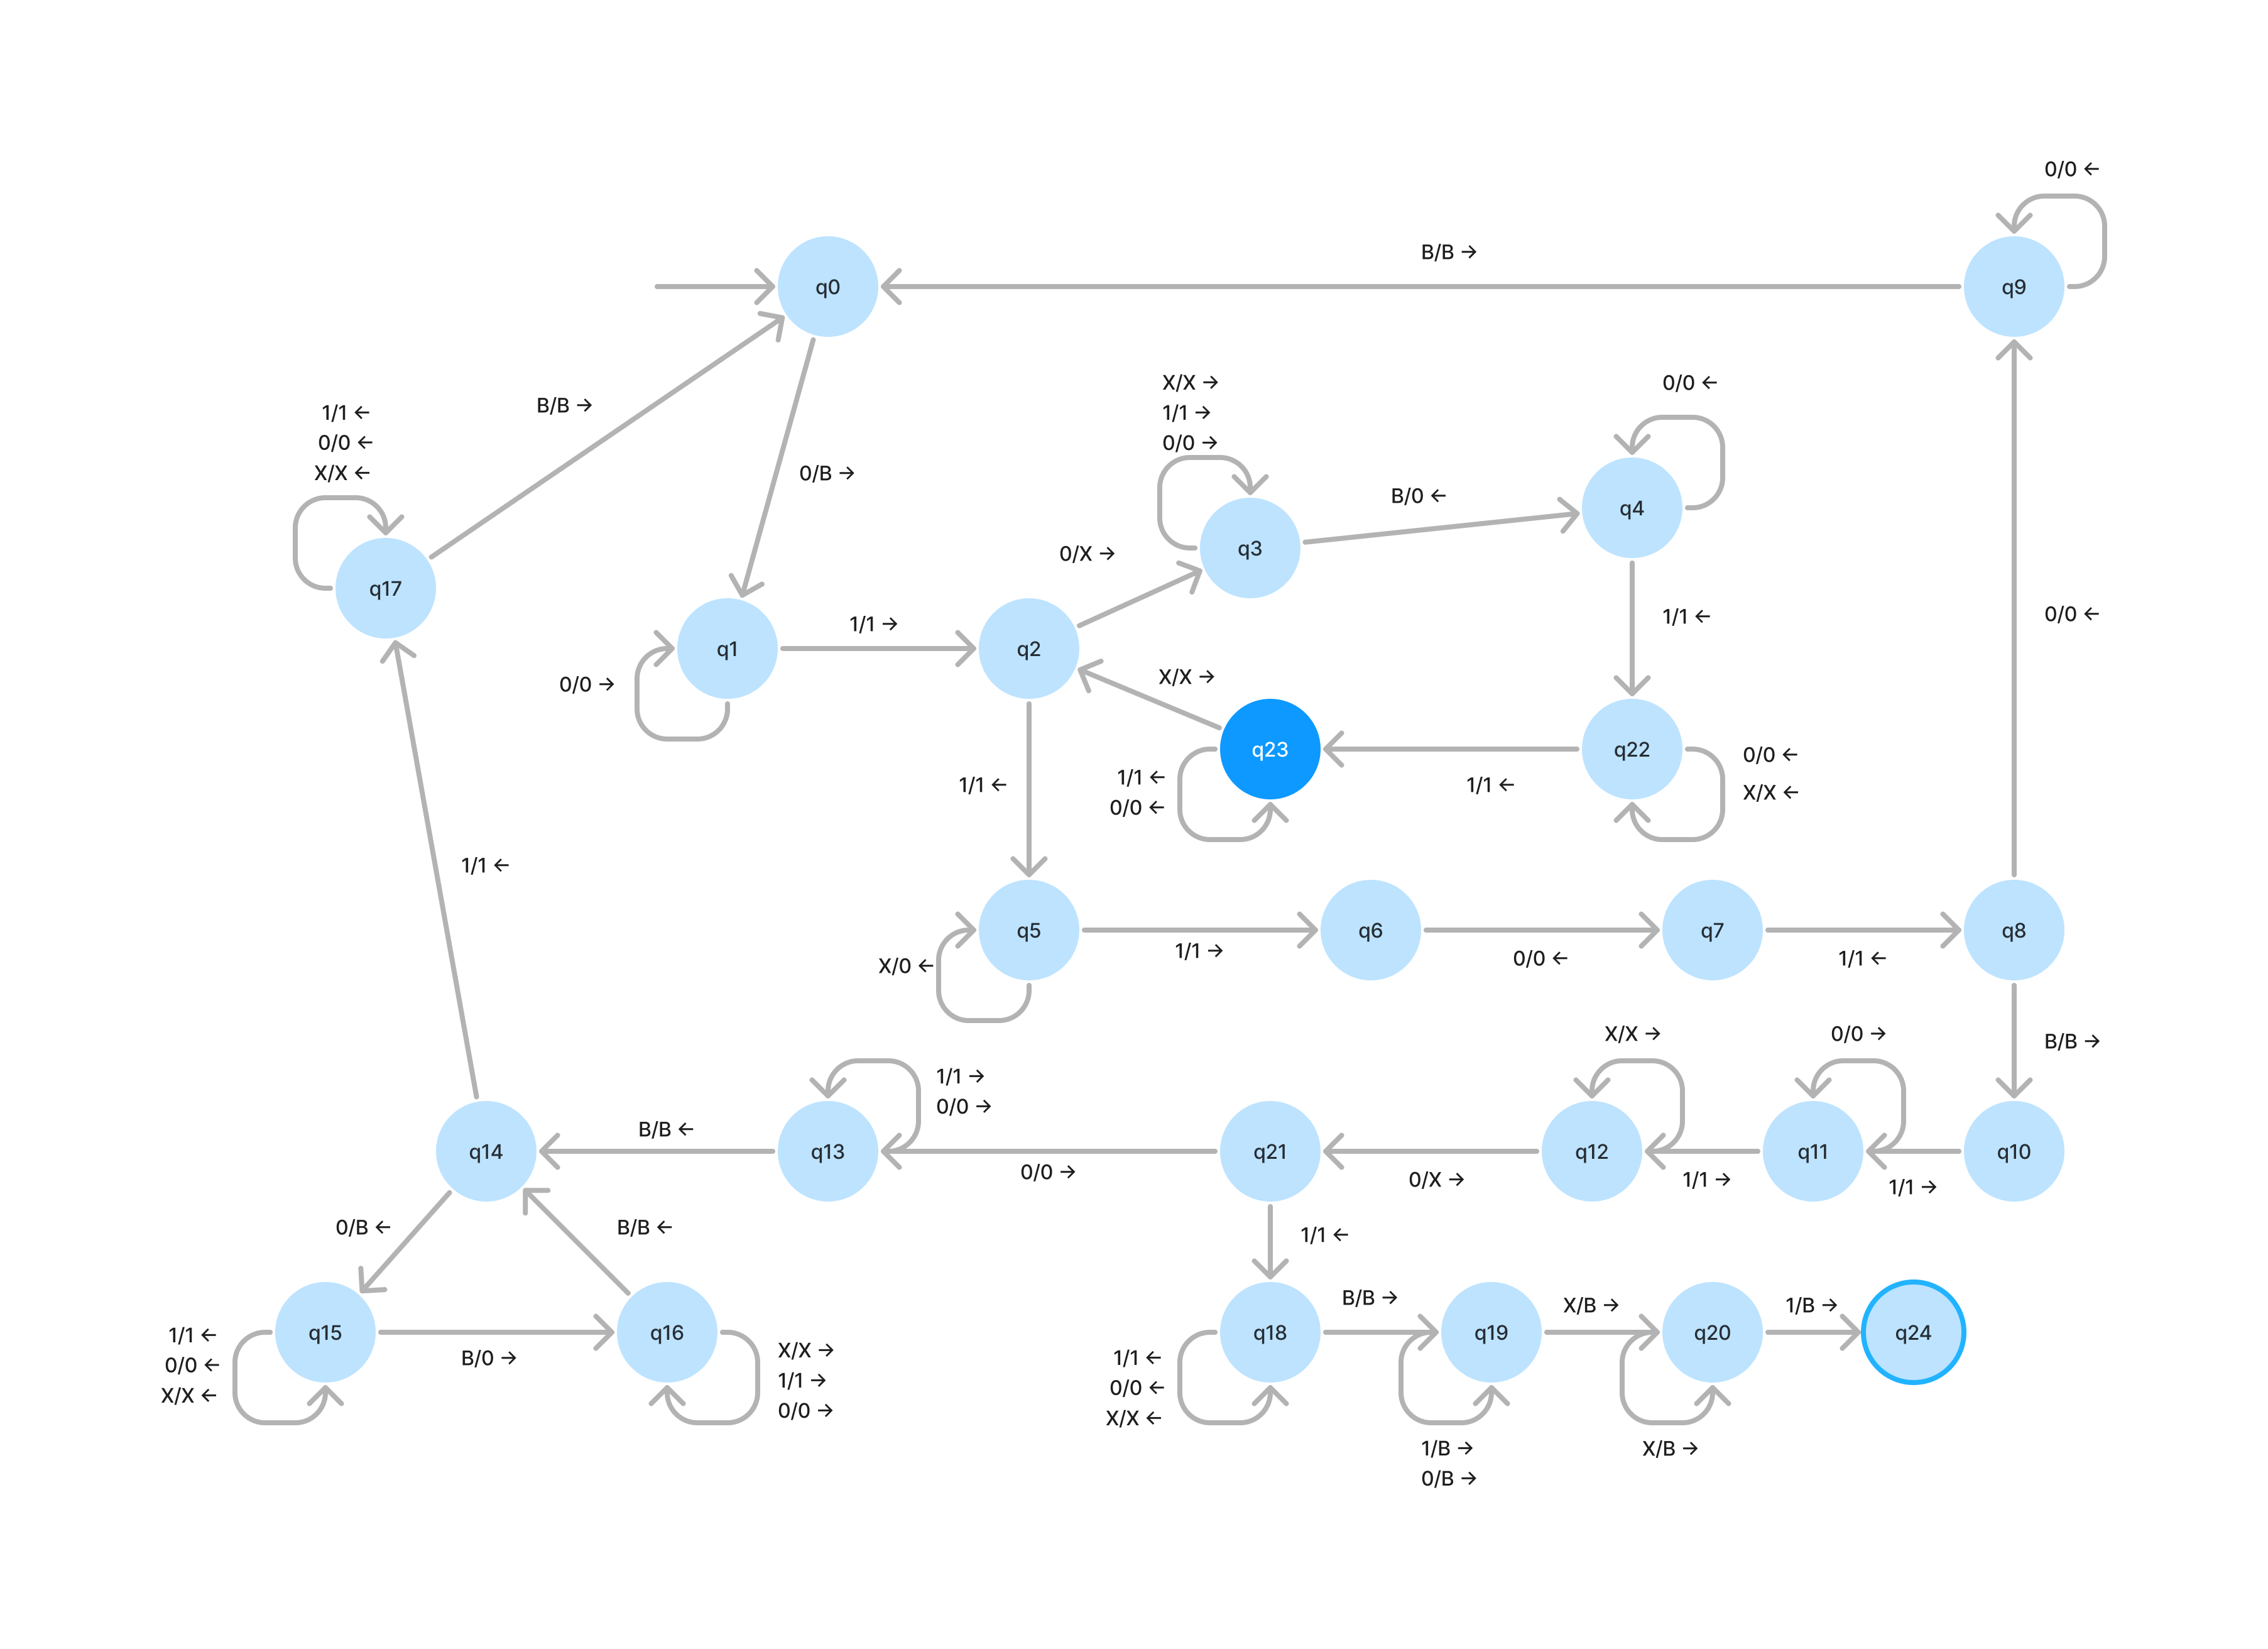 0/0 ←
B/B →
q0
q9
X/X →
1/1 →
0/0 →
0/0 ←
1/1 ←
0/0 ←
X/X ←
B/B →
0/B →
B/0 ←
q4
q3
0/X →
q17
1/1 →
1/1 ←
0/0 ←
q1
q2
X/X →
0/0 →
q23
q22
0/0 ←
X/X ←
1/1 ←
1/1 ←
0/0 ←
1/1 ←
1/1 ←
q5
q6
q7
q8
1/1 →
0/0 ←
1/1 ←
X/0 ←
X/X →
0/0 →
B/B →
1/1 →
0/0 →
B/B ←
q14
q13
q21
q12
q11
q10
0/0 →
0/X →
1/1 →
1/1 →
0/B ←
B/B ←
1/1 ←
B/B →
X/B →
1/B →
q15
q16
q18
q19
q20
q24
1/1 ←
0/0 ←
X/X ←
B/0 →
X/X →
1/1 →
0/0 →
1/1 ←
0/0 ←
X/X ←
1/B →
0/B →
X/B →